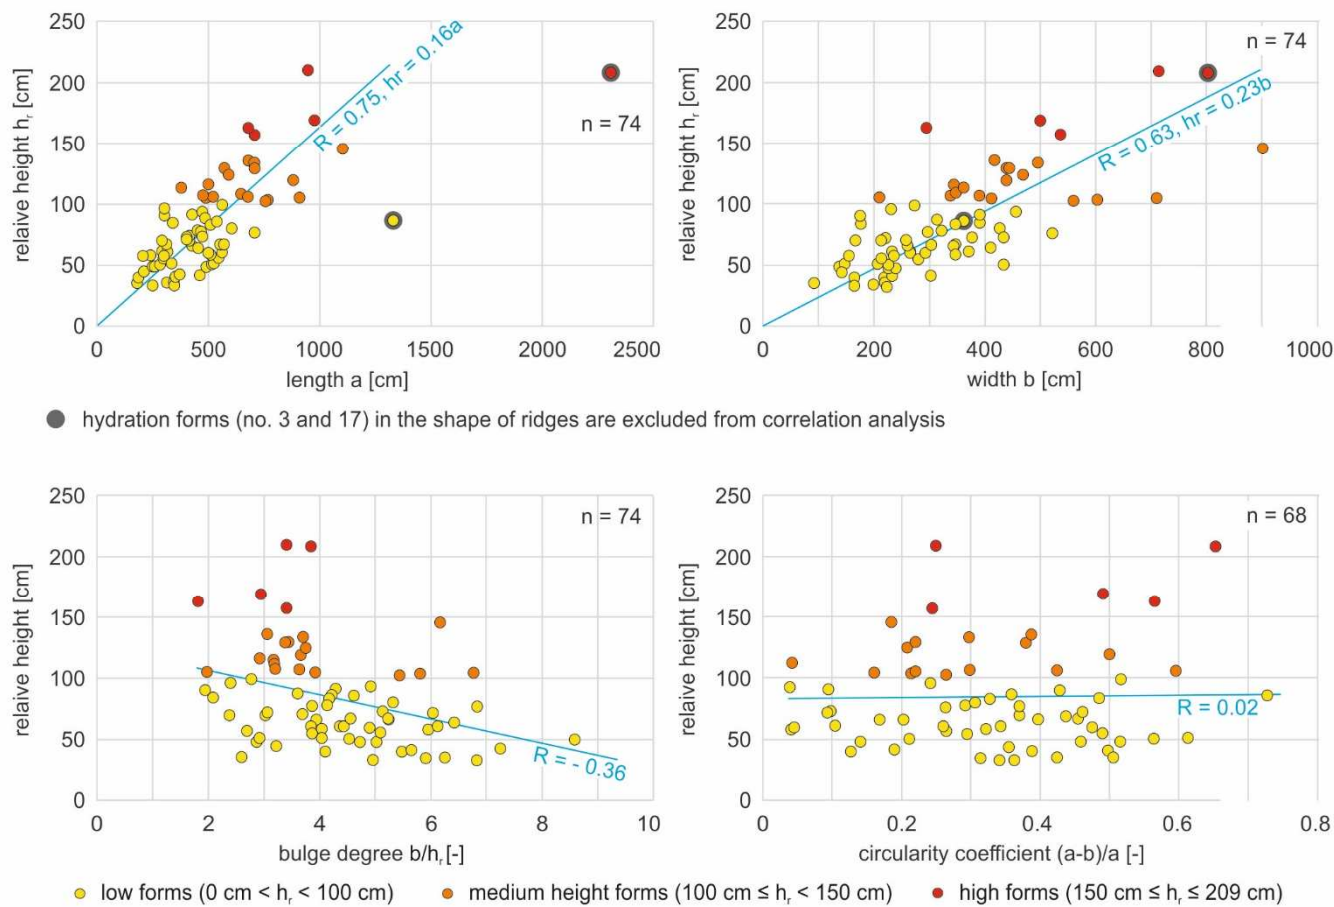 250
200
150
100
50
0
relaive height hr [cm]
R = 0.75, hr = 0.16a
n = 74
0 500 1000 1500 2500
length a [cm]
250
200
150
100
50
0
relaive height hr [cm]
n = 74
R = 0.63, hr = 0.23b
0 200 400 600 800 1000
width b [cm]
hydration forms (no. 3 and 17) in the shape of ridges are excluded from correlation analysis
250
200
150
100
50
0
relaive height [cm]
n = 74
R = - 0.36
0 2 4 6 8 10
bulge degree b/hr [-]
250
200
150
100
50
0
relaive height [cm]
n = 68
R = 0.02
0 0.2 0.4 0.6 0.8
circularity coefficient (a-b)/a [-]
low forms (0 cm < hr < 100 cm) medium height forms (100 cm ≤ hr < 150 cm) high forms (150 cm ≤ hr ≤ 209 cm)